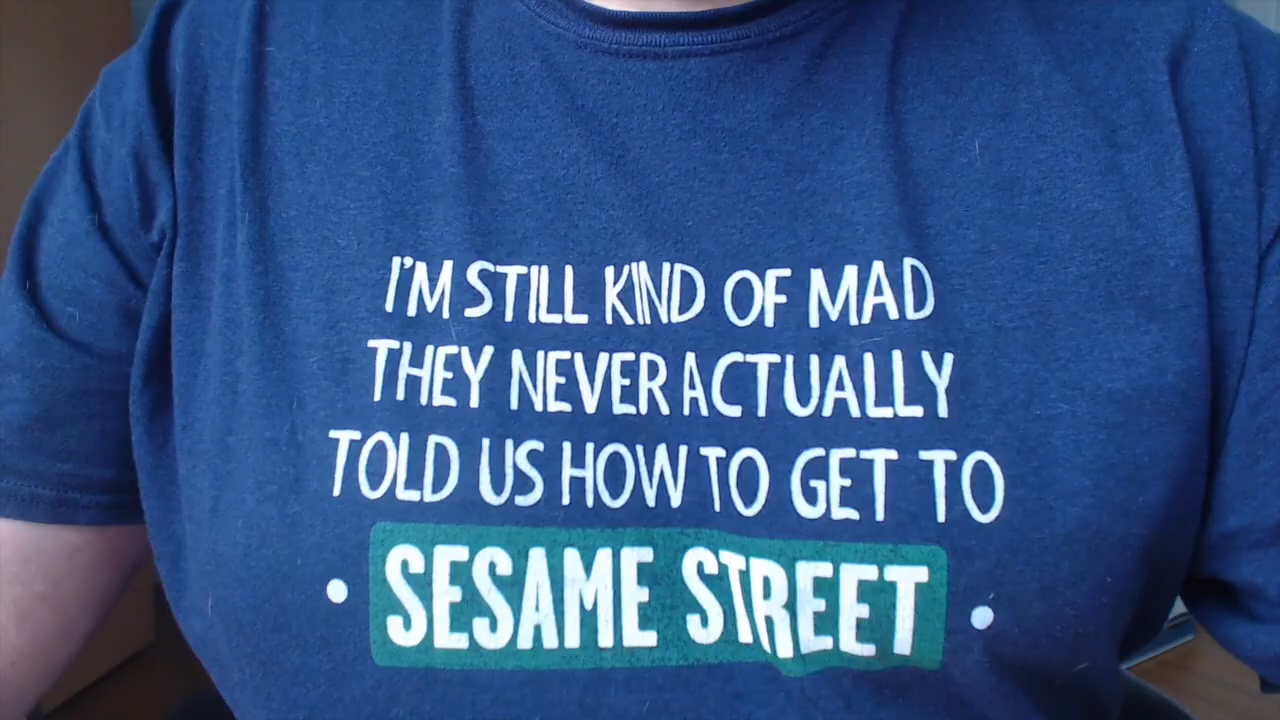 I'M STILL KIND OF MAD
THEY NEVER ACTUALLY
TOLD US HOW TO GET TO
• SESAME STREET •